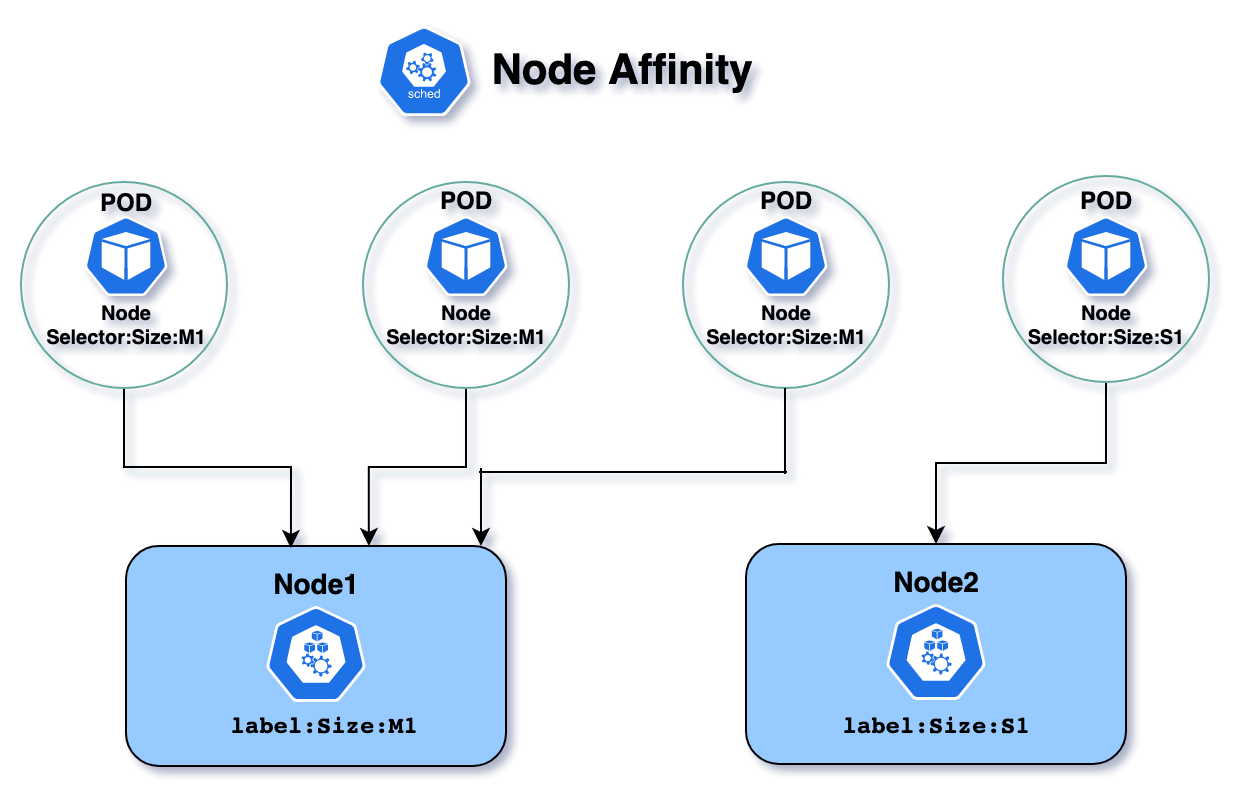 sched
Node Affinity
POD
Node
Selector:Size:M1
POD
Node
Selector:Size:M1
POD
Node
Selector:Size:M1
POD
Node
Selector:Size:S1
Node1
label:Size:M1
Node2
label:Size:S1